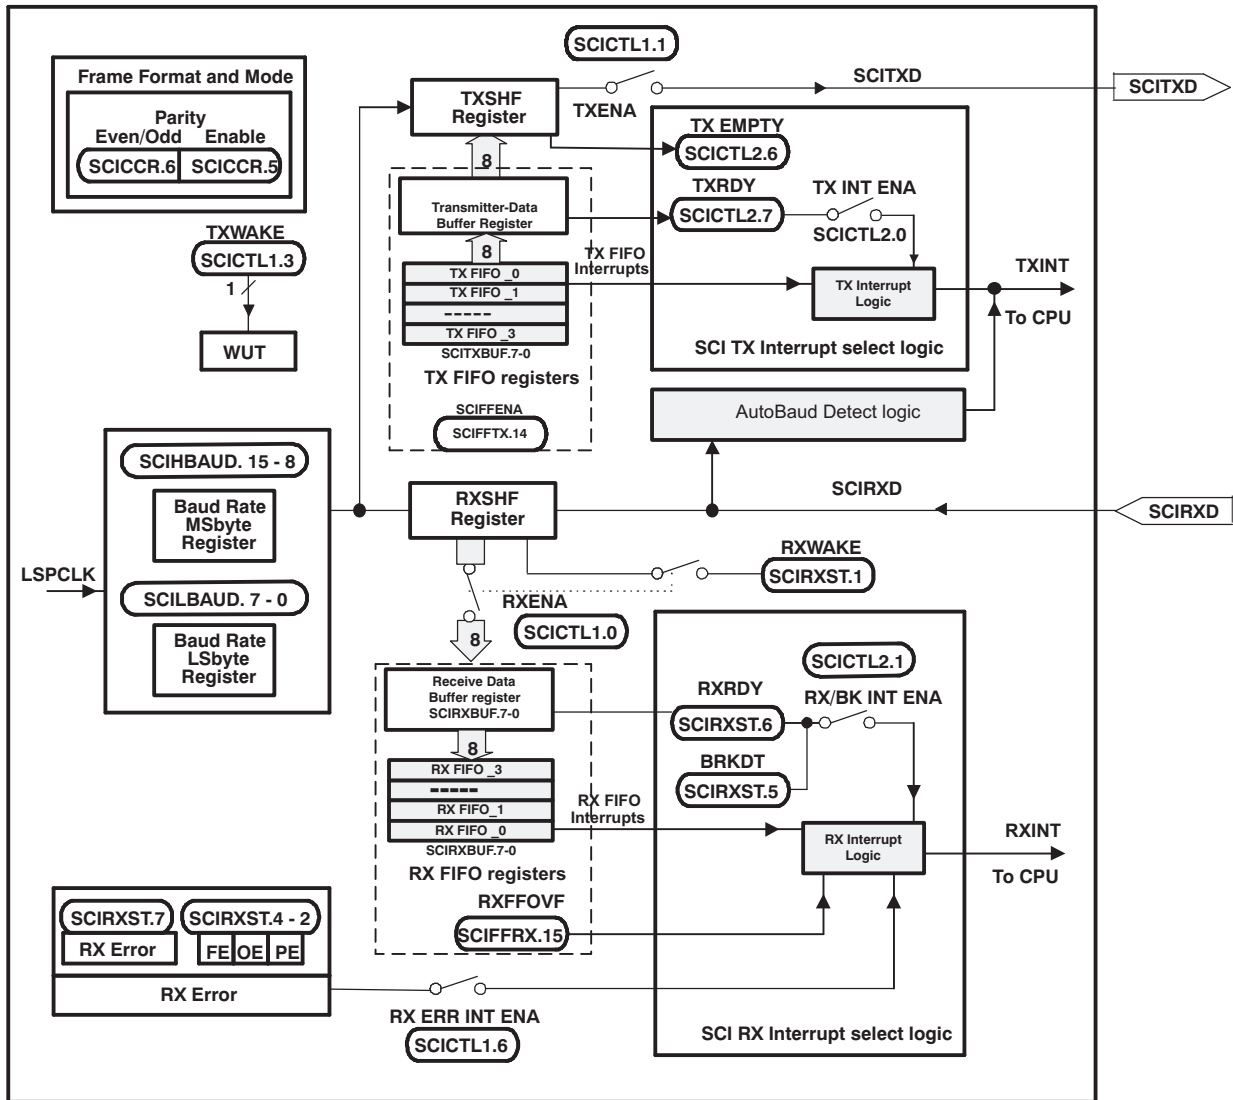 SCICTL1.1
Frame Format and Mode
Parity
Even/Odd Enable
SCICCR.6 SCICCR.5
TXSHF
Register
TXENA
SCITXD
SCITXD
TX EMPTY
SCICTL2.6
8
Transmitter-Data
Buffer Register
TXRDY
SCICTL2.7
TX INT ENA
SCICTL2.0
TXWAKE
SCICTL1.3
1
WUT
8
TX FIFO _0
TX FIFO _1
-----
TX FIFO _3
SCITXBUF.7-0
TX FIFO registers
SCIFFENA
SCIFFTX.14
TX FIFO
Interrupts
TX Interrupt
Logic
TXINT
To CPU
SCI TX Interrupt select logic
AutoBaud Detect logic
SCIHBAUD. 15 - 8
Baud Rate
MSbyte
Register
LSPCLK
SCILBAUD. 7 - 0
Baud Rate
LSbyte
Register
RXSHF
Register
SCIRXD
SCIRXD
RXWAKE
SCIRXST.1
RXENA
SCICTL1.0
8
Receive Data
Buffer register
SCIRXBUF.7-0
8
RX FIFO _3
-----
RX FIFO_1
RX FIFO _0
SCIRXBUF.7-0
RX FIFO registers
RXFFOVF
SCIFFRX.15
RX FIFO
Interrupts
SCICTL2.1
RXRDY
SCIRXST.6
RX/BK INT ENA
BRKDT
SCIRXST.5
RX Interrupt
Logic
RXINT
To CPU
SCI RX Interrupt select logic
SCIRXST.7 SCIRXST.4 - 2
RX Error FE OE PE
RX Error
RX ERR INT ENA
SCICTL1.6